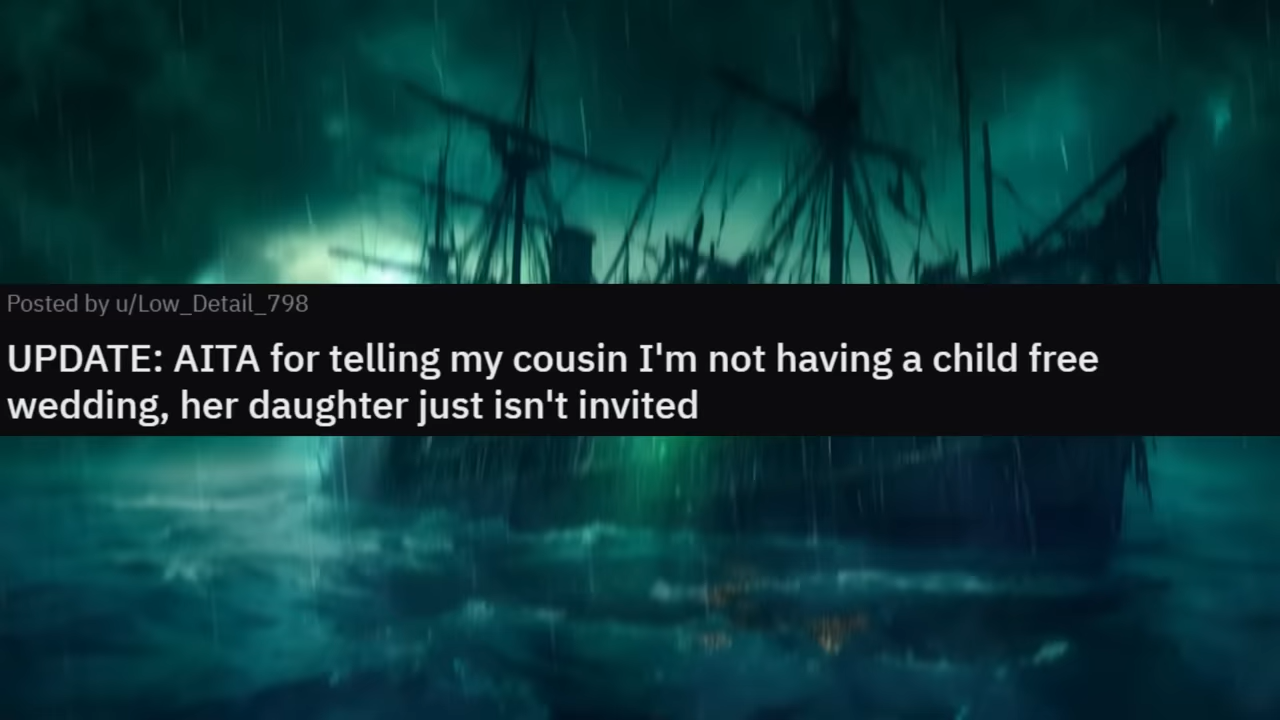 Posted by u/Low_Detail_798
UPDATE: AITA for telling my cousin I'm not having a child free
wedding, her daughter just isn't invited